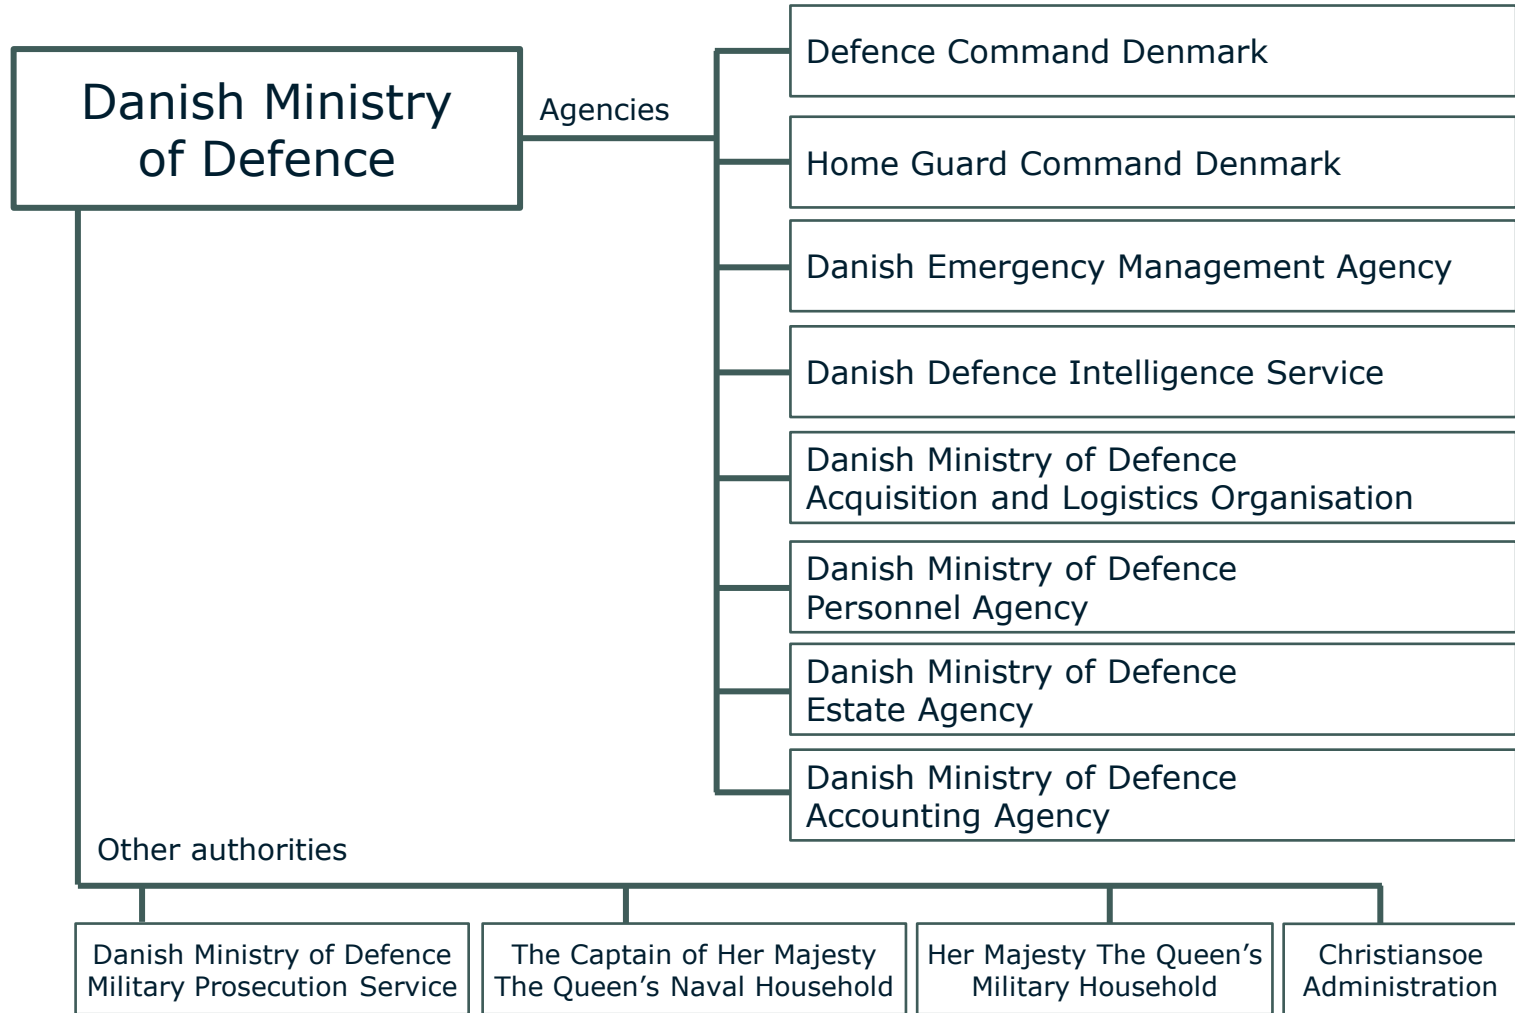 Danish Ministry
of Defence
Agencies
Defence Command Denmark
Home Guard Command Denmark
Danish Emergency Management Agency
Danish Defence Intelligence Service
Danish Ministry of Defence
Acquisition and Logistics Organisation
Danish Ministry of Defence
Personnel Agency
Danish Ministry of Defence
Estate Agency
Danish Ministry of Defence
Accounting Agency
Other authorities
Danish Ministry of Defence
Military Prosecution Service
The Captain of Her Majesty
The Queen’s Naval Household
Her Majesty The Queen’s
Military Household
Christiansoe
Administration